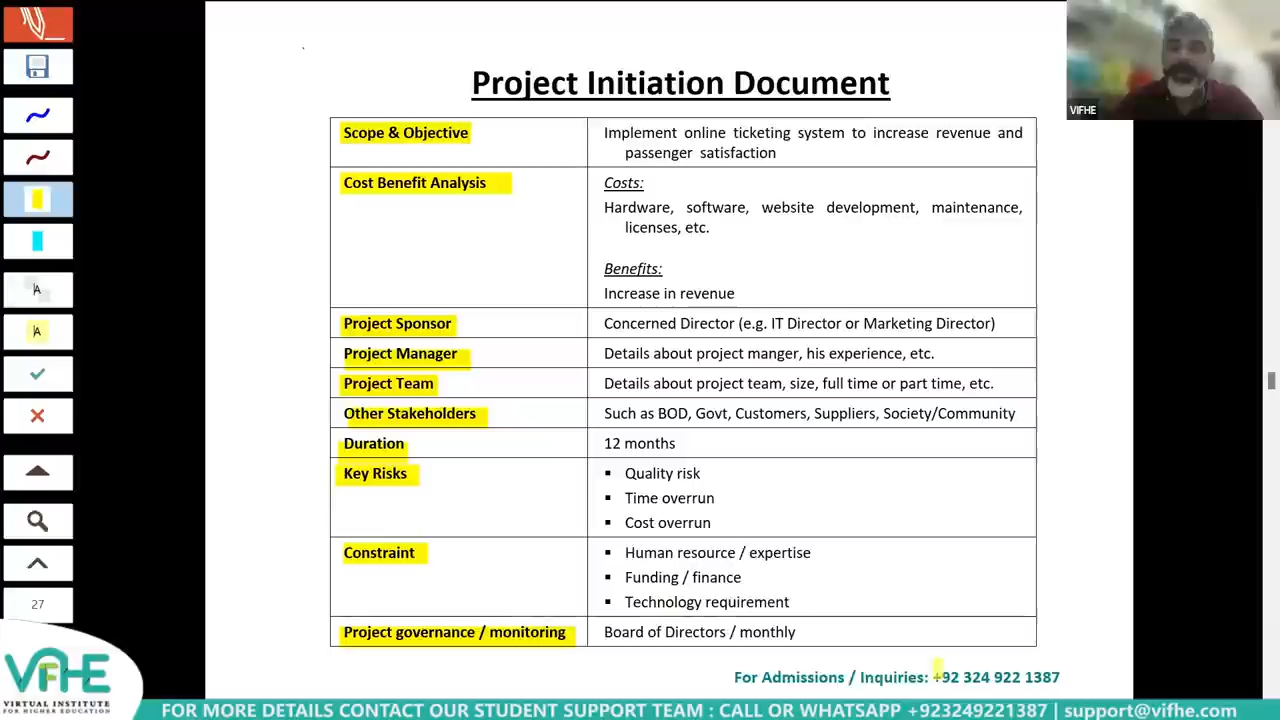 Project Initiation Document
VIFHE
Scope & Objective
Implement online ticketing system to increase revenue and
passenger satisfaction
Cost Benefit Analysis
Costs:
Hardware, software, website development, maintenance,
licenses, etc.
Benefits:
Increase in revenue
Project Sponsor
Concerned Director (e.g. IT Director or Marketing Director)
Project Manager
Details about project manger, his experience, etc.
Project Team
Details about project team, size, full time or part time, etc.
Other Stakeholders
Such as BOD, Govt, Customers, Suppliers, Society/Community
Duration
12 months
Key Risks
▪ Quality risk
▪ Time overrun
▪ Cost overrun
Constraint
▪ Human resource / expertise
▪ Funding / finance
▪ Technology requirement
Project governance / monitoring
Board of Directors / monthly
A
A
27
For Admissions / Inquiries: +92 324 922 1387
VIFHE
VIRTUAL INSTITUTE
FOR HIGHER EDUCATION
FOR MORE DETAILS CONTACT OUR STUDENT SUPPORT TEAM : CALL OR WHATSAPP +923249221387 | support@vifhe.com